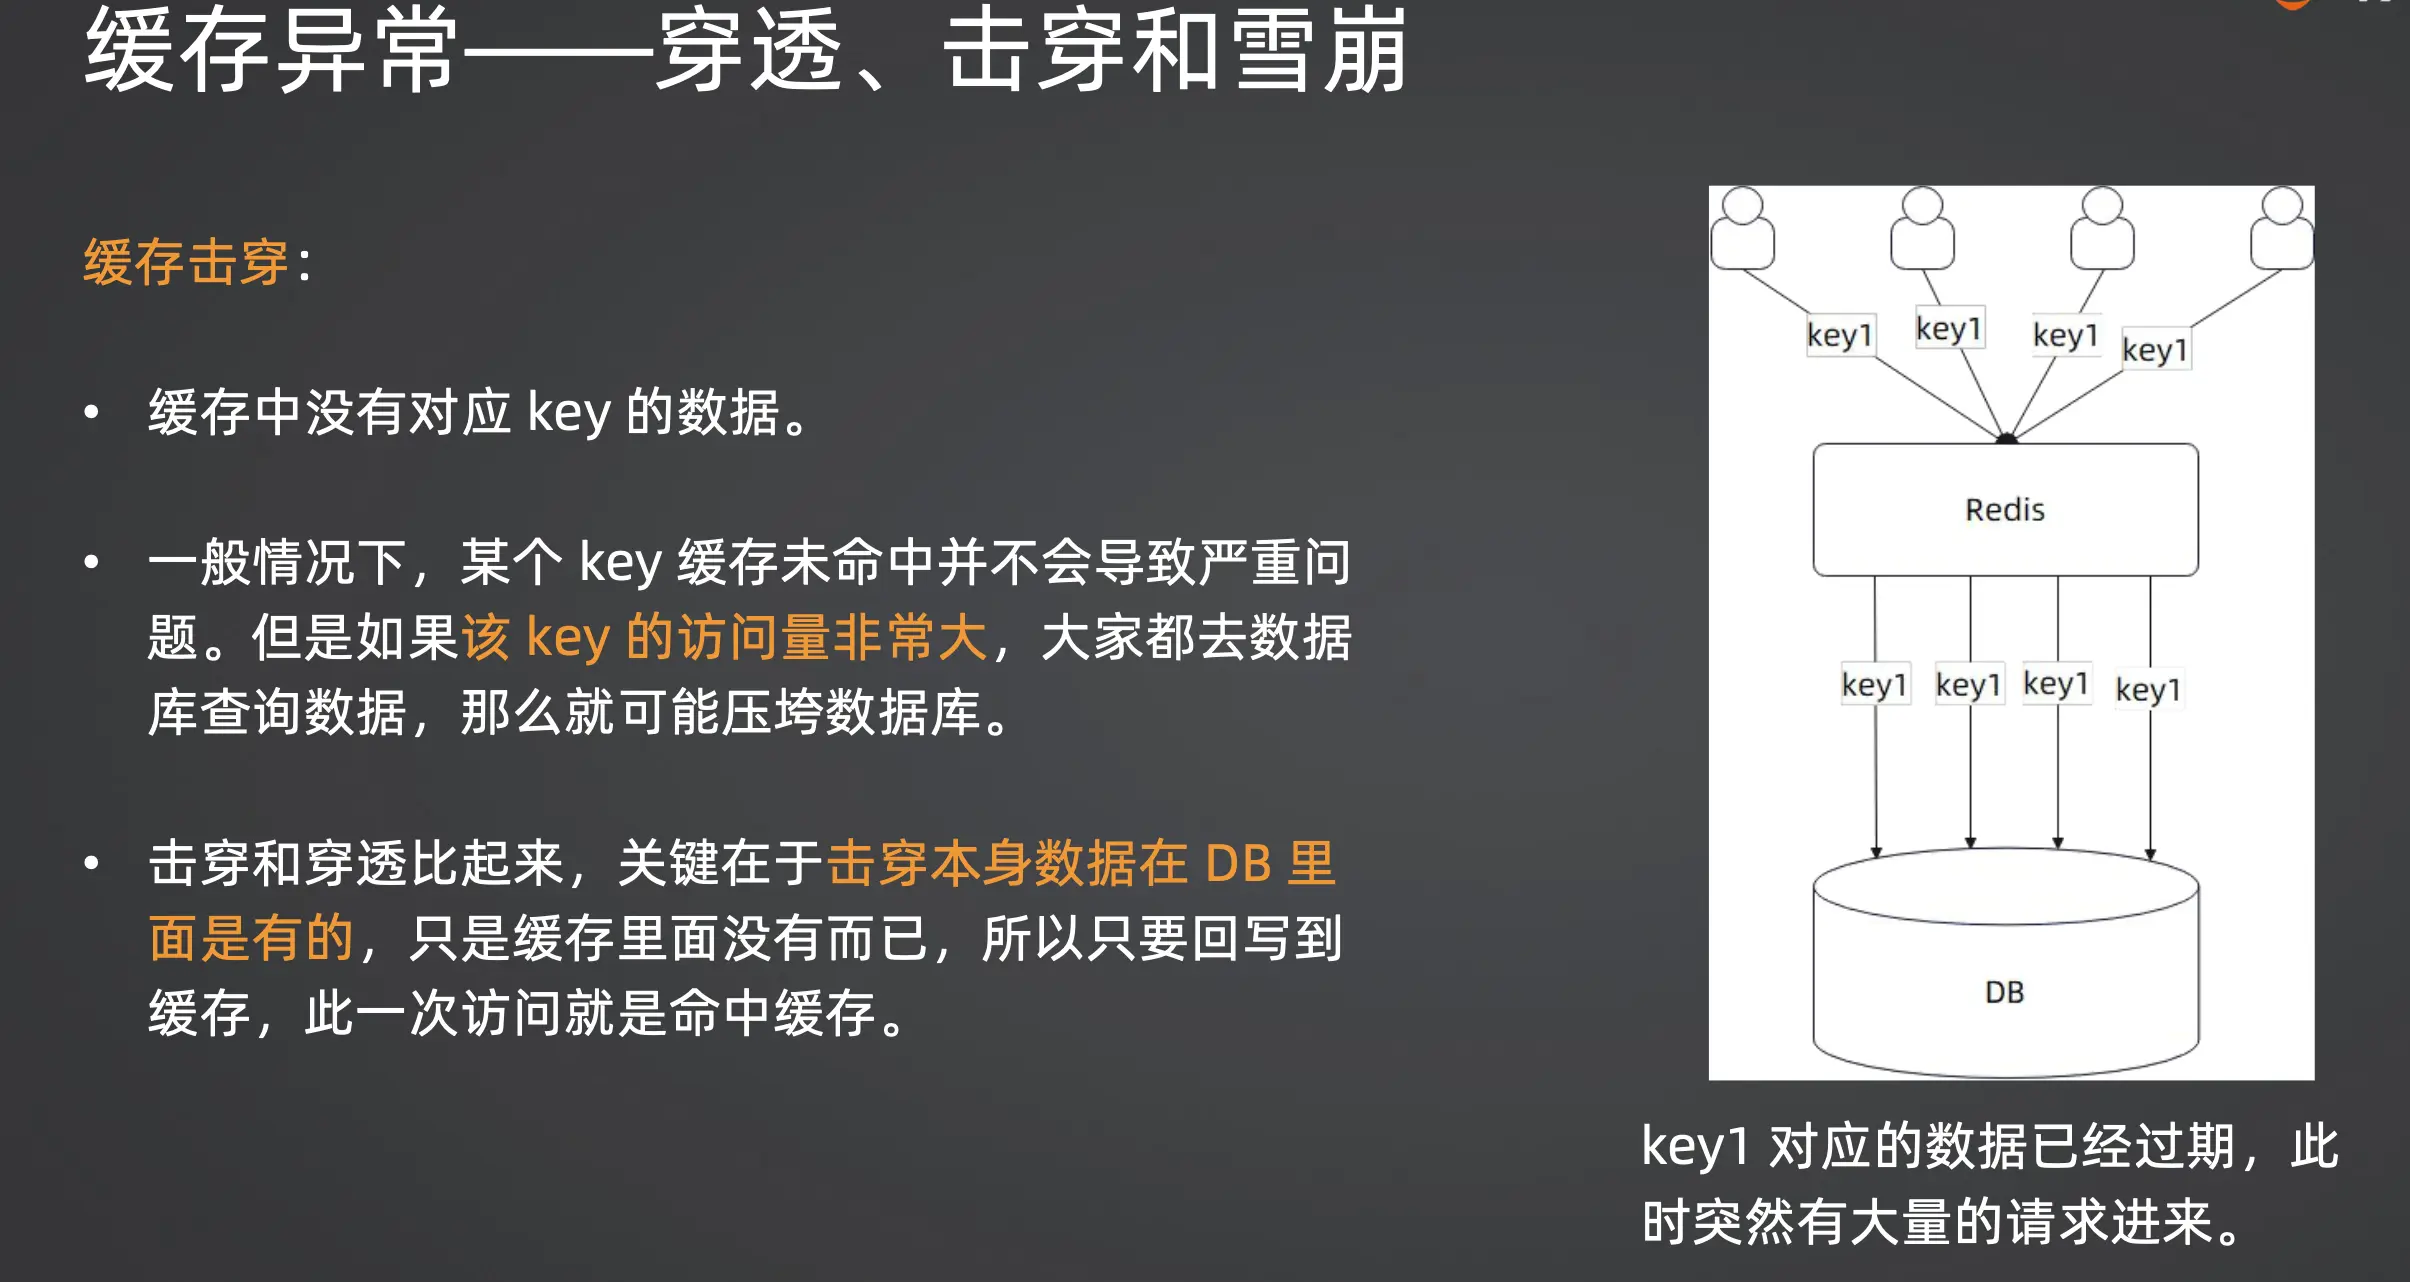 缓存异常——穿透、击穿和雪崩
缓存击穿：
• 缓存中没有对应 key 的数据。
• 一般情况下，某个 key 缓存未命中并不会导致严重问
题。但是如果该 key 的访问量非常大，大家都去数据
库查询数据，那么就可能压垮数据库。
• 击穿和穿透比起来，关键在于击穿本身数据在 DB 里
面是有的，只是缓存里面没有而已，所以只要回写到
缓存，此一次访问就是命中缓存。
key1
key1
key1
key1
Redis
key1
key1
key1
key1
DB
key1 对应的数据已经过期，此
时突然有大量的请求进来。